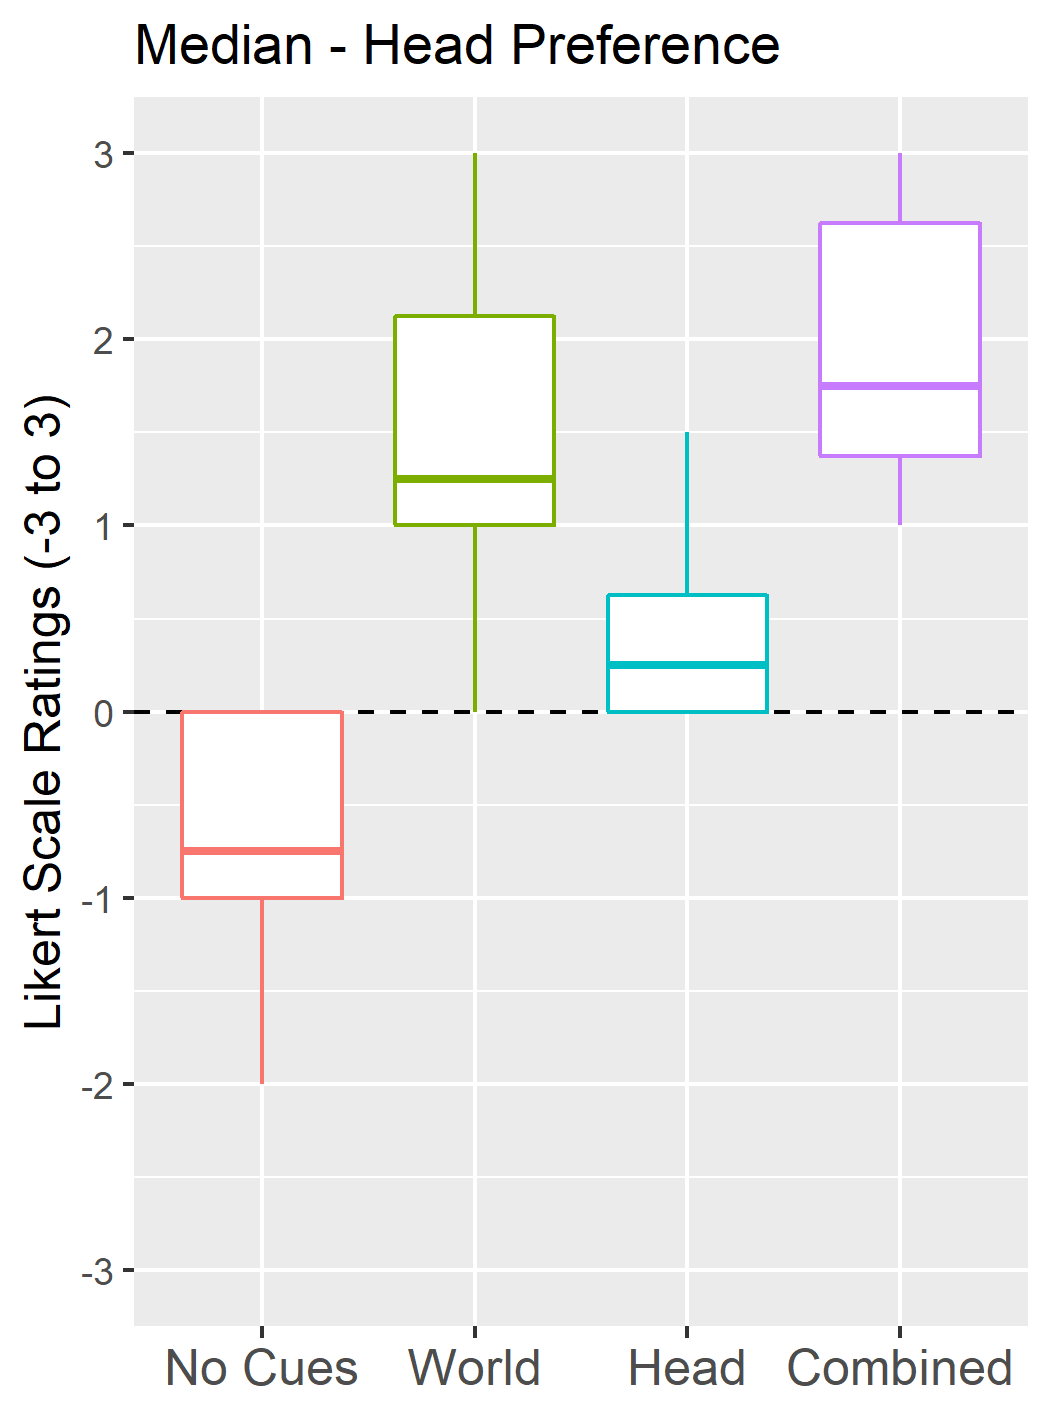 Median - Head Preference
Likert Scale Ratings (-3 to 3)
3
2
1
0
-1
-2
-3
No Cues World Head Combined